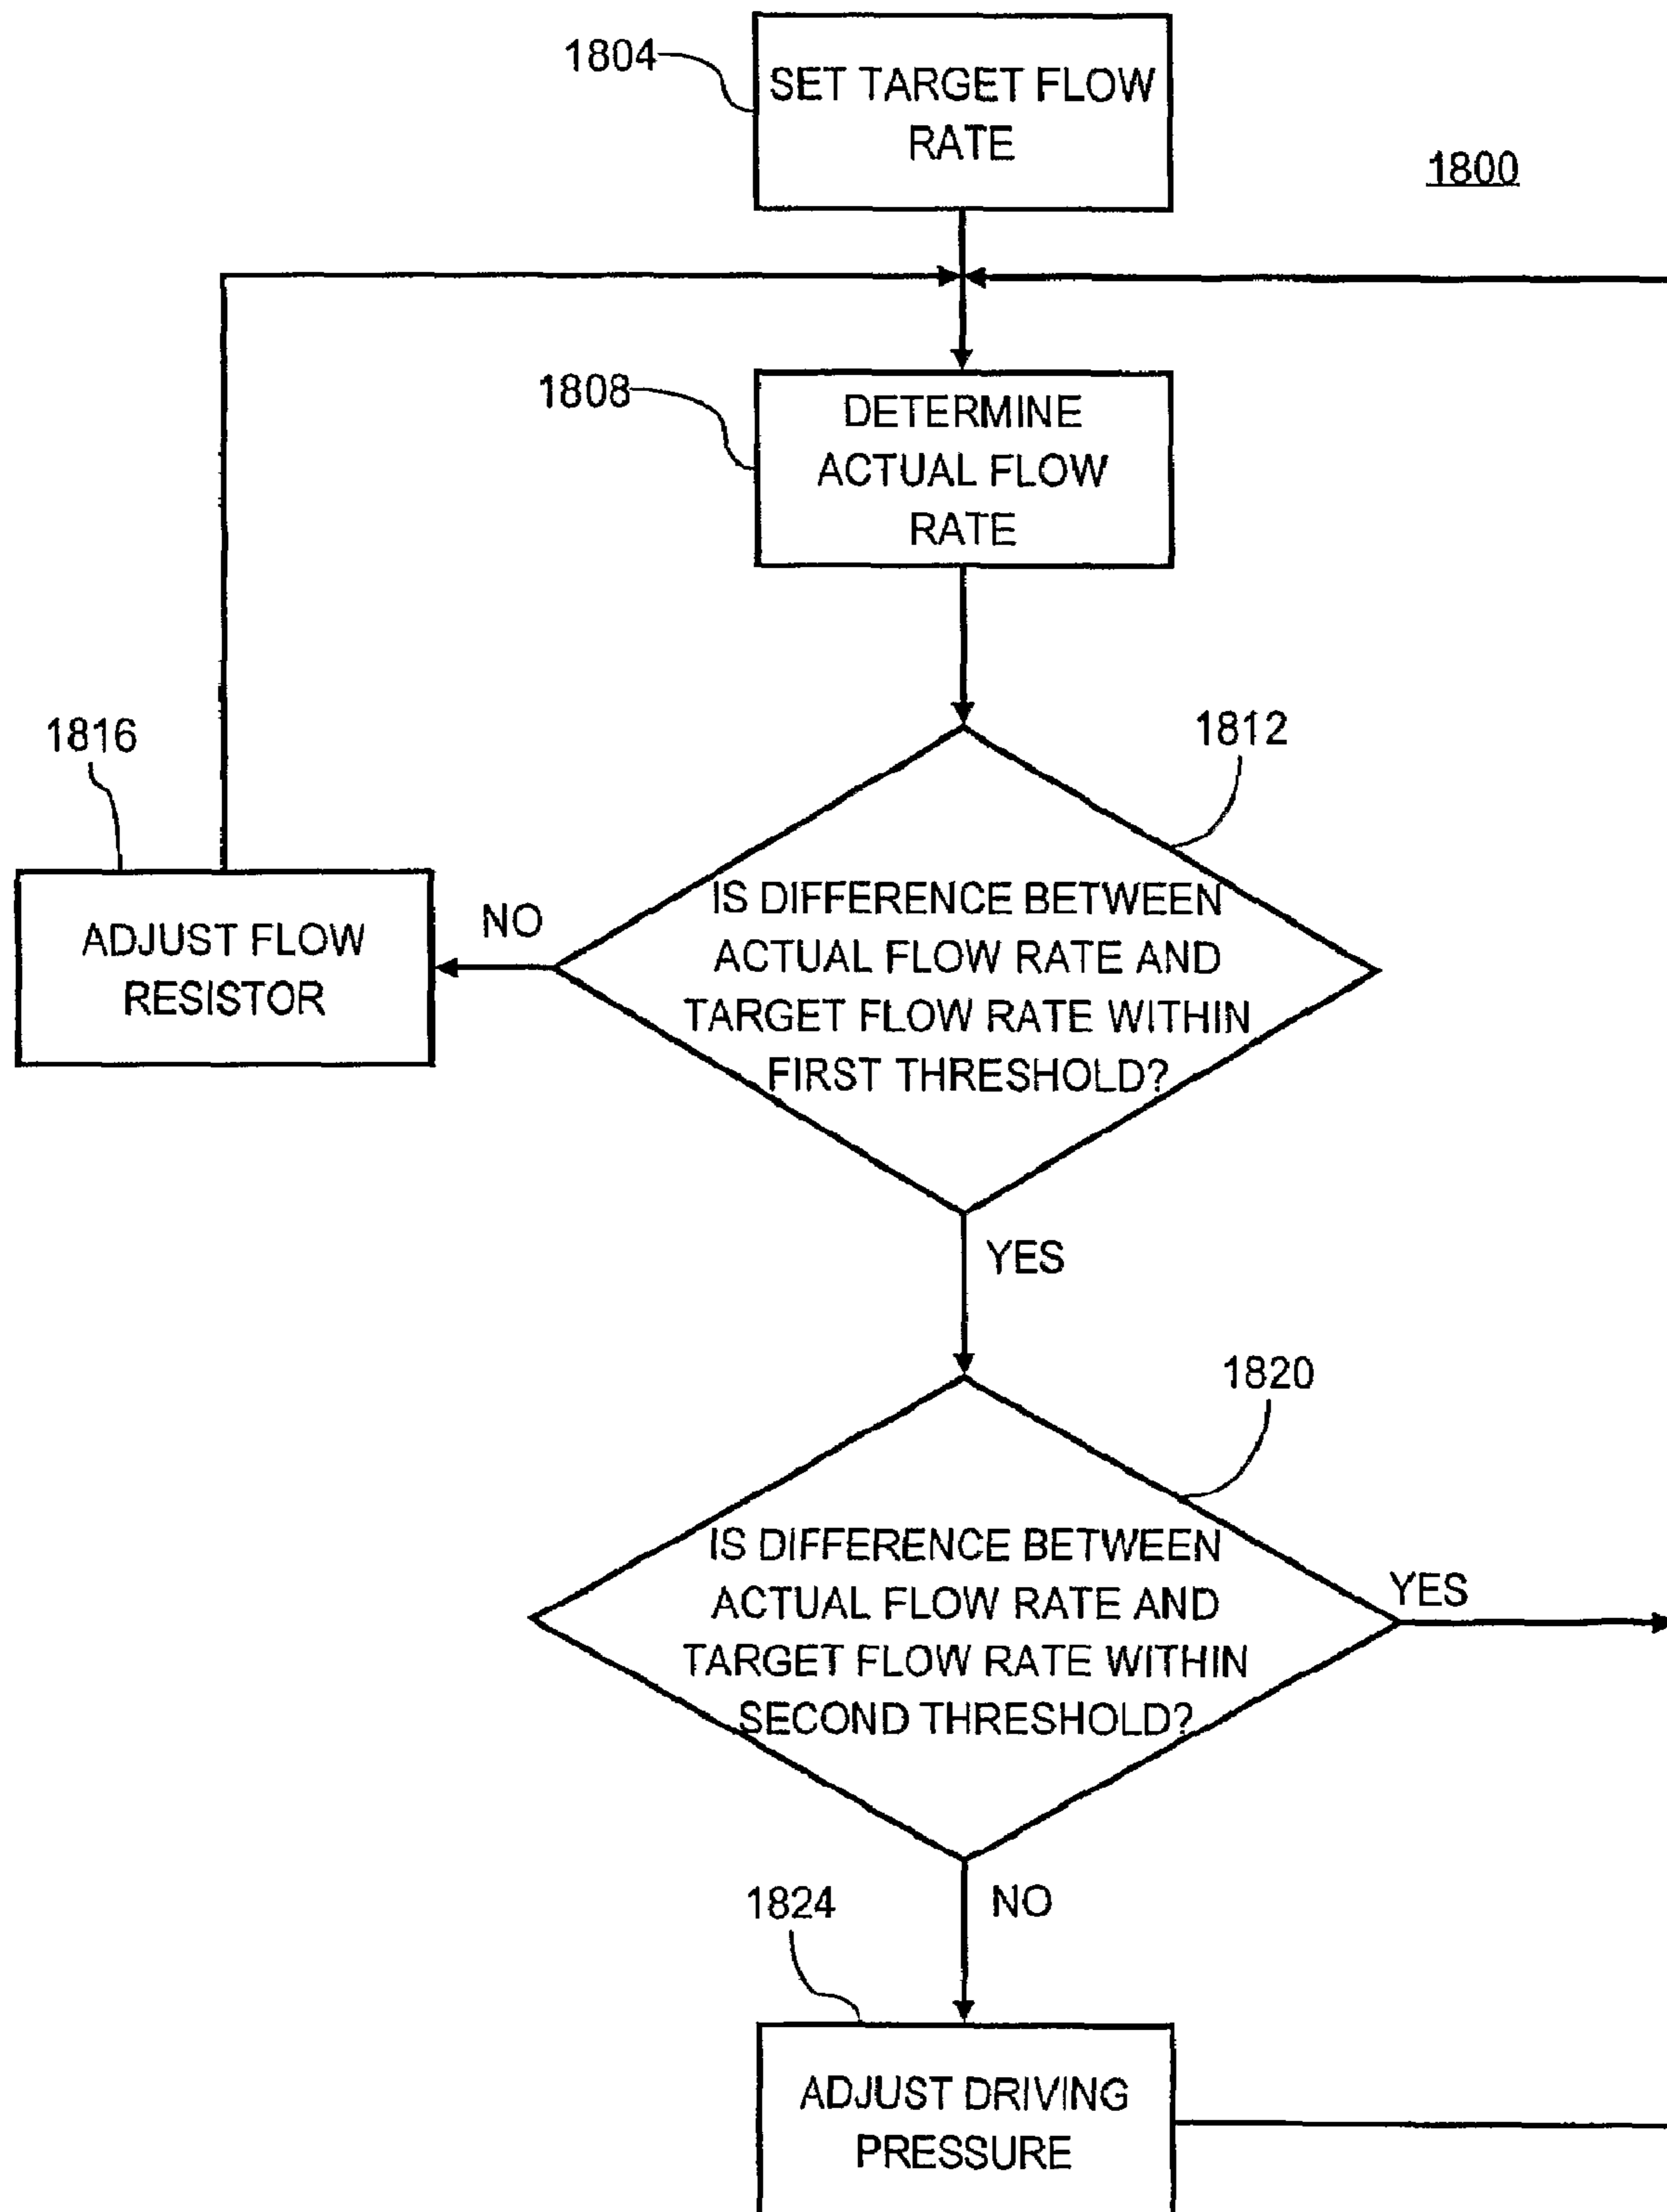 1804
SET TARGET FLOW
RATE
1800
1808
DETERMINE
ACTUAL FLOW
RATE
1812
1816
IS DIFFERENCE BETWEEN
ACTUAL FLOW RATE AND
TARGET FLOW RATE WITHIN
FIRST THRESHOLD?
NO
ADJUST FLOW
RESISTOR
YES
1820
IS DIFFERENCE BETWEEN
ACTUAL FLOW RATE AND
TARGET FLOW RATE WITHIN
SECOND THRESHOLD?
YES
NO
1824
ADJUST DRIVING
PRESSURE